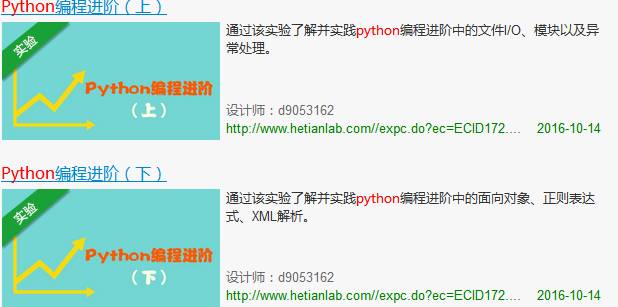 Python编程进阶（上）
实验
Python编程进阶
（上）
通过该实验了解并实践python编程进阶中的文件I/O、模块以及异
常处理。
设计师：d9053162
http://www.hetianlab.com//expc.do?ec=ECID172.... 2016-10-14
Python编程进阶（下）
实验
Python编程进阶
（下）
通过该实验了解并实践python编程进阶中的面向对象、正则表达
式、XML解析。
设计师：d9053162
http://www.hetianlab.com//expc.do?ec=ECID172.... 2016-10-14